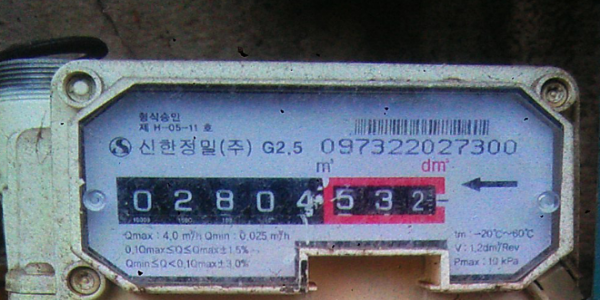 형식승인
제 H-05-11 호
신한정밀(주) G2.5 097322027300
m³ dm³
02804532
Qmax : 4.0 m³/h Qmin : 0.025 m³/h
0.1Qmax≤Q≤Qmax±1.5%
Qmin≤Q<0.1Qmax±3.0%
tm : -20℃~60℃
V : 1.2dm³/Rev
Pmax : 10 kPa